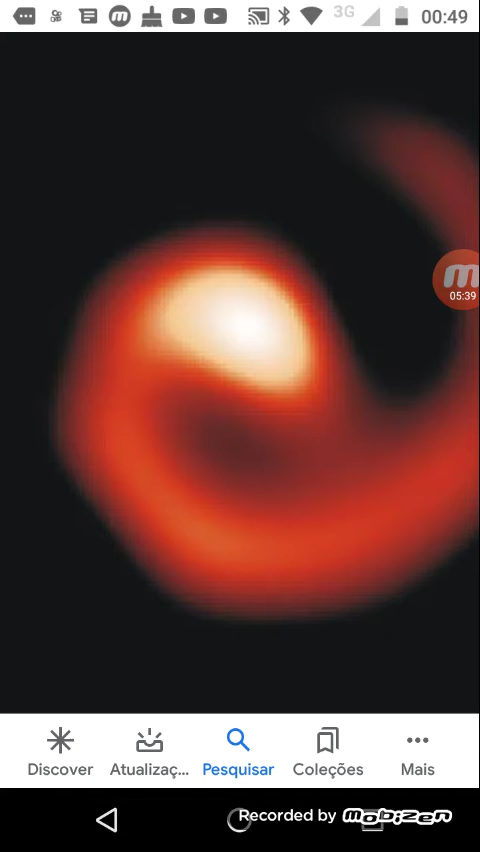 3G 00:49
m
05:39
Discover Atualizaç... Pesquisar Coleções Mais
Recorded by Mobizen